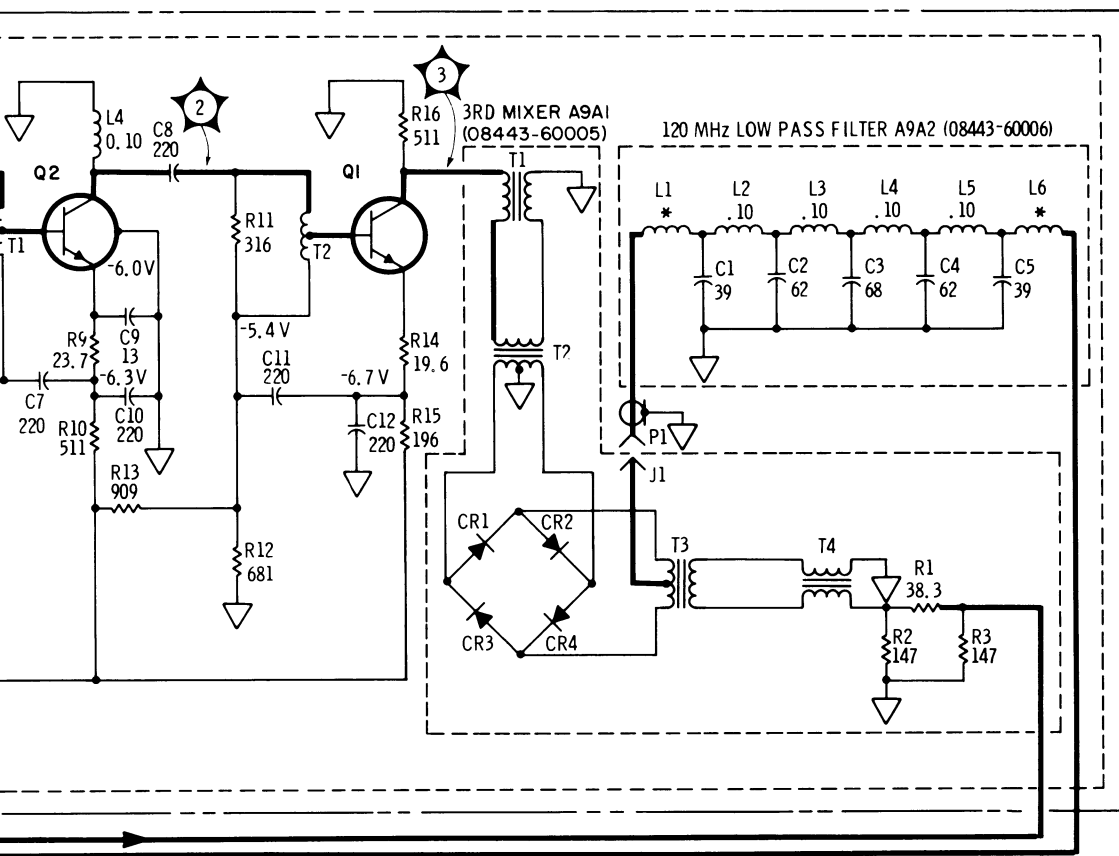 3
2
L4
0.10
C8
220
R16
511
3RD MIXER A9A1
(08443-60005)
120 MHz LOW PASS FILTER A9A2 (08443-60006)
Q2
Q1
T1
L1
*
L2
.10
L3
.10
L4
.10
L5
.10
L6
*
T1
R11
316
T2
-6.0V
C1
39
C2
62
C3
68
C4
62
C5
39
-5.4 V
R9
23.7
C9
13
R14
19.6
T2
-6.3 V
C11
220
-6.7 V
C7
220
C10
220
R10
511
C12
220
R15
196
P1
J1
R13
909
CR1
CR2
T3
T4
R12
681
R1
38.3
CR3
CR4
R2
147
R3
147